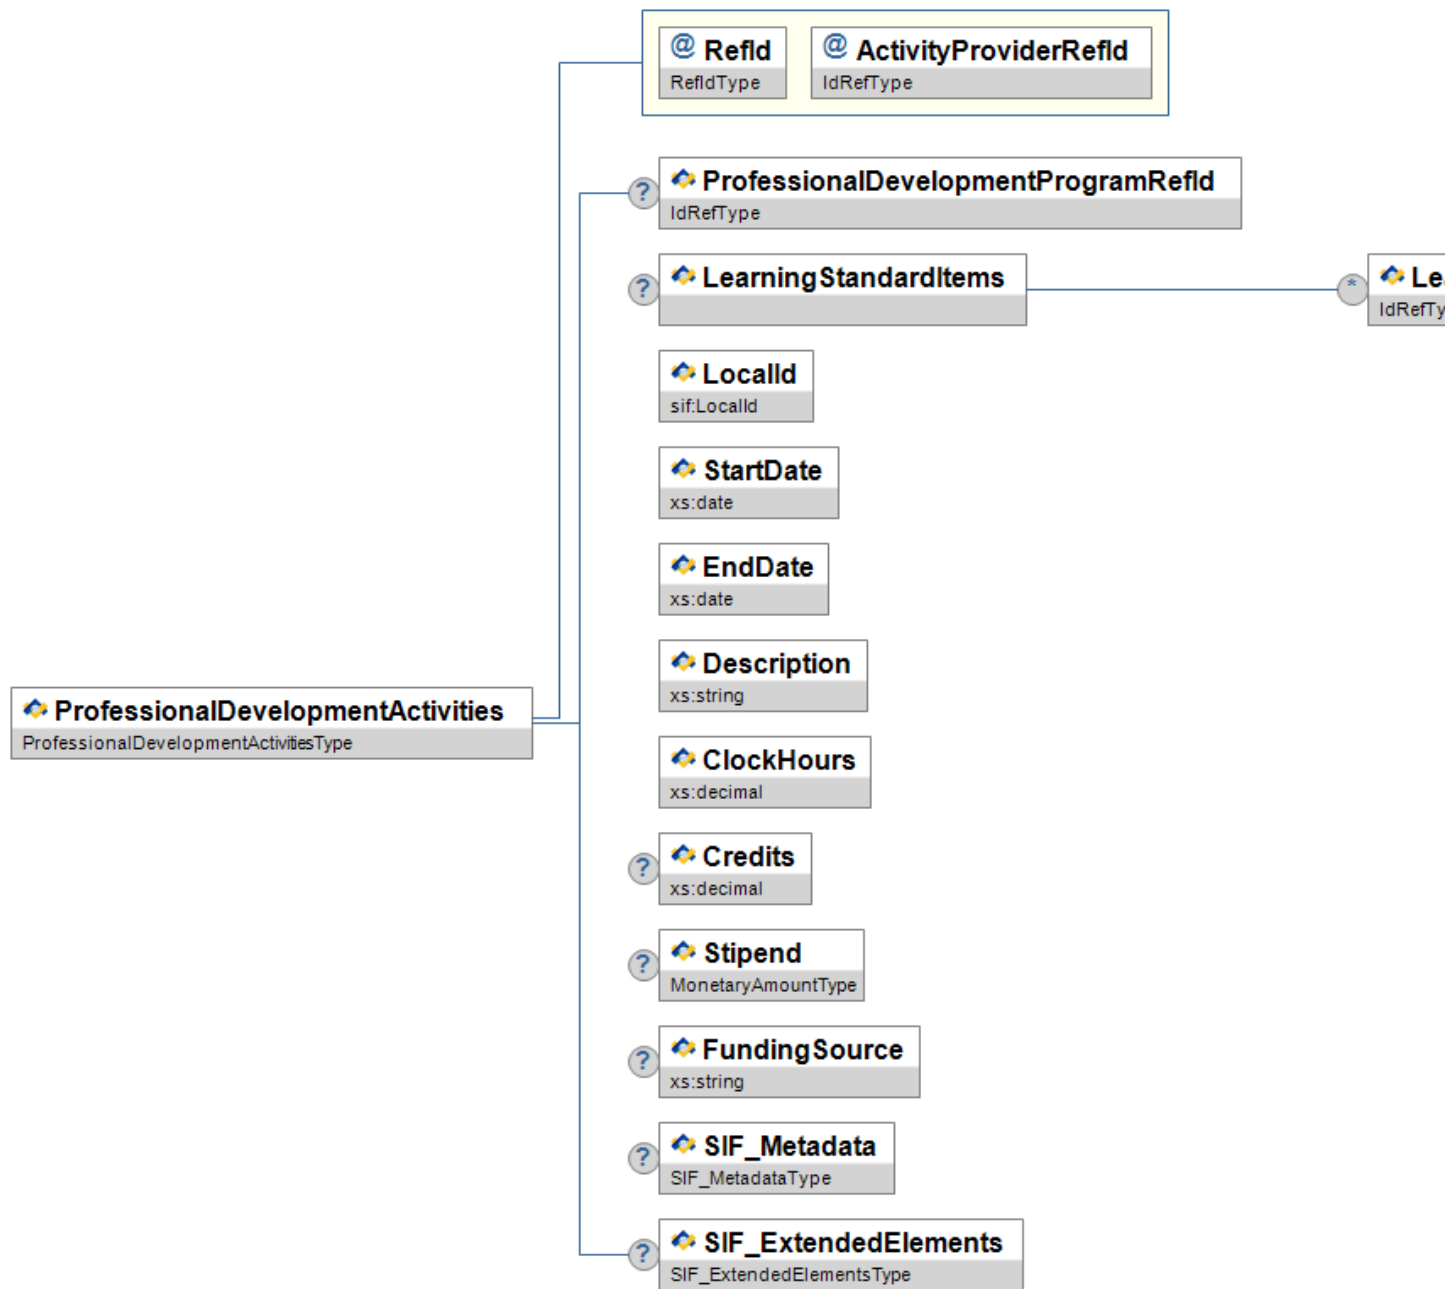 @ RefId
RefIdType
@ ActivityProviderRefId
IdRefType
? ProfessionalDevelopmentProgramRefId
IdRefType
? LearningStandardItems
*
LocalId
sif:LocalId
StartDate
xs:date
EndDate
xs:date
Description
xs:string
ProfessionalDevelopmentActivities
ProfessionalDevelopmentActivitiesType
ClockHours
xs:decimal
? Credits
xs:decimal
? Stipend
MonetaryAmountType
? FundingSource
xs:string
? SIF_Metadata
SIF_MetadataType
? SIF_ExtendedElements
SIF_ExtendedElementsType